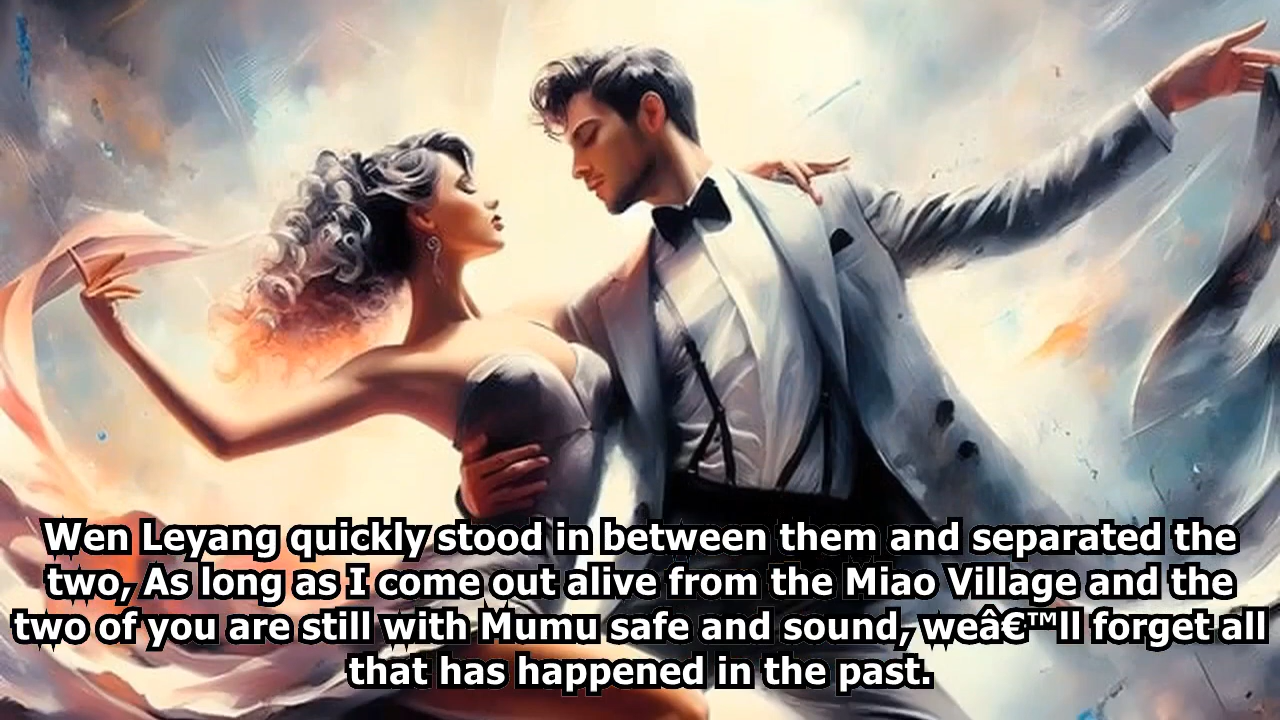 Wen Leyang quickly stood in between them and separated the
two, As long as I come out alive from the Miao Village and the
two of you are still with Mumu safe and sound, weâ€™ll forget all
that has happened in the past.